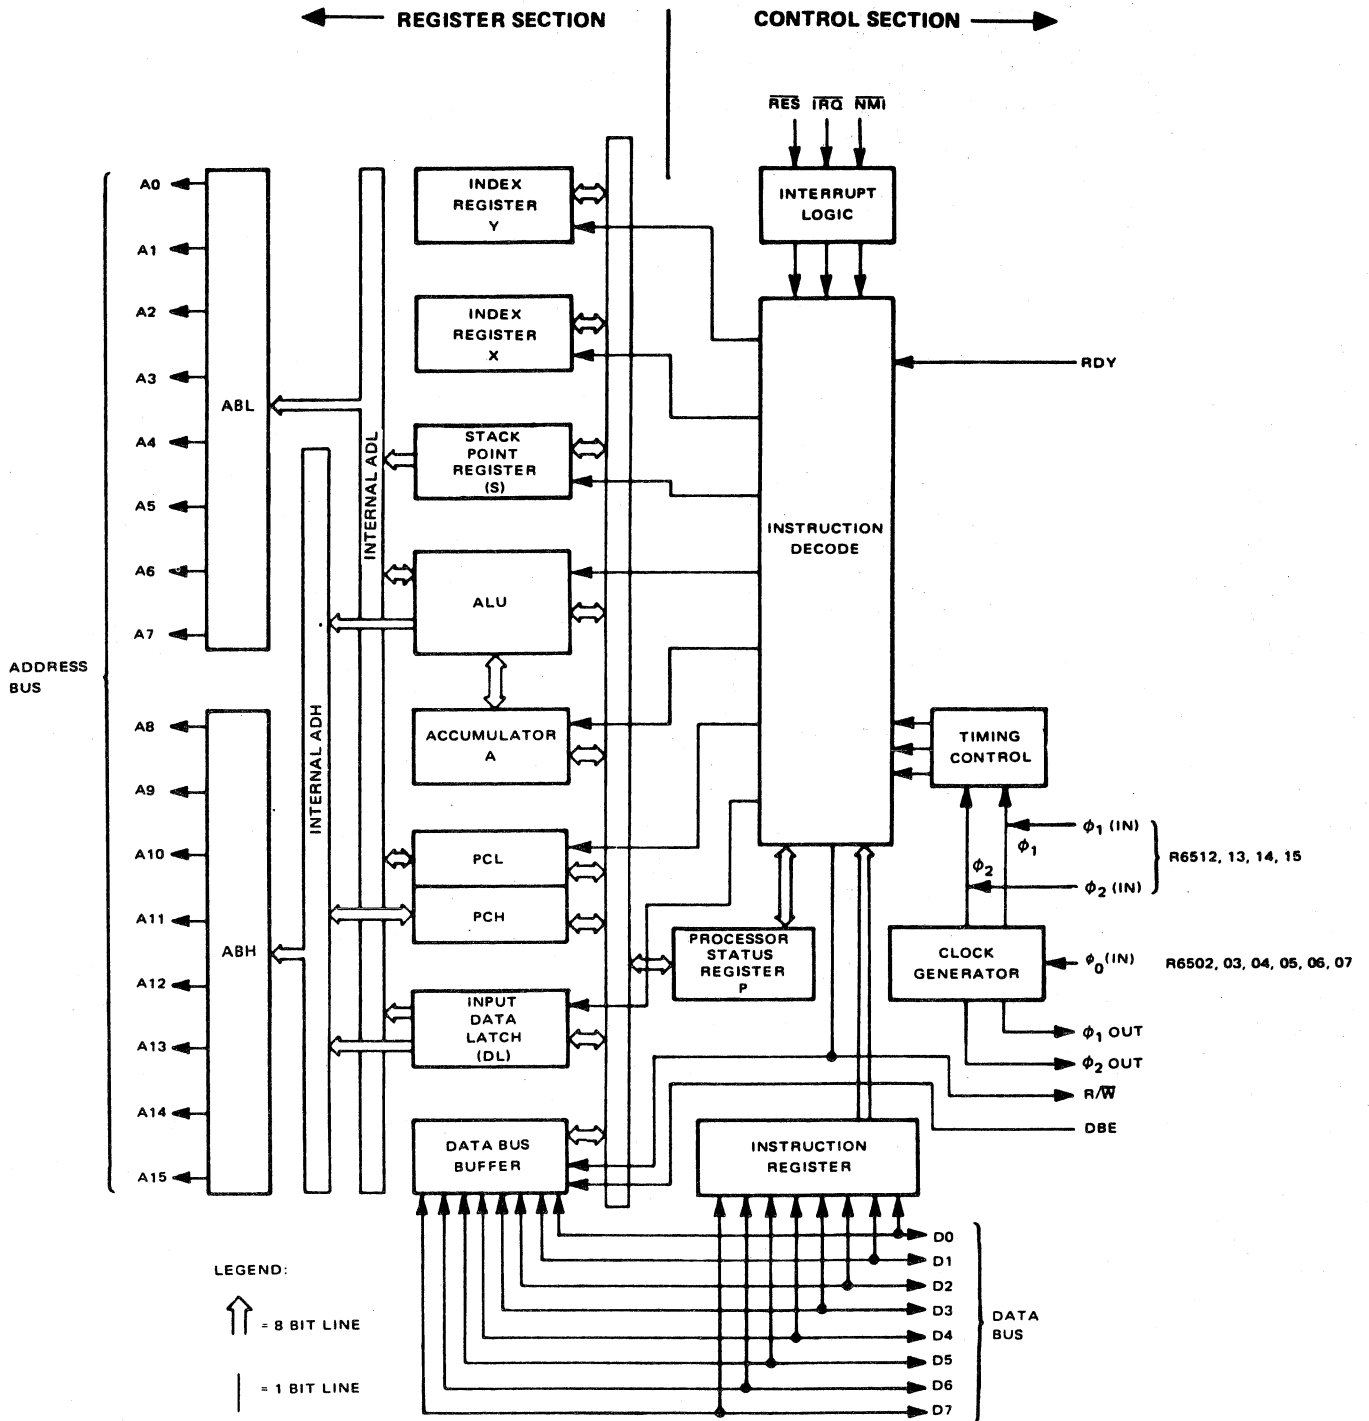 REGISTER SECTION
CONTROL SECTION
RES IRQ NMI
INTERRUPT
LOGIC
INDEX
REGISTER
Y
INDEX
REGISTER
X
STACK
POINT
REGISTER
(S)
ALU
ACCUMULATOR
A
PCL
PCH
INPUT
DATA
LATCH
(DL)
DATA BUS
BUFFER
A0
A1
A2
A3
A4
A5
A6
A7
ABL
ADDRESS
BUS
A8
A9
A10
A11
A12
A13
A14
A15
ABH
INTERNAL ADL
INTERNAL ADH
INSTRUCTION
DECODE
RDY
TIMING
CONTROL
ϕ1 (IN)
ϕ1
ϕ2
ϕ2 (IN)
R6512, 13, 14, 15
PROCESSOR
STATUS
REGISTER
P
CLOCK
GENERATOR
ϕ0 (IN)
R6502, 03, 04, 05, 06, 07
ϕ1 OUT
ϕ2 OUT
R/W
DBE
INSTRUCTION
REGISTER
D0
D1
D2
D3
D4
D5
D6
D7
DATA
BUS
LEGEND:
= 8 BIT LINE
= 1 BIT LINE